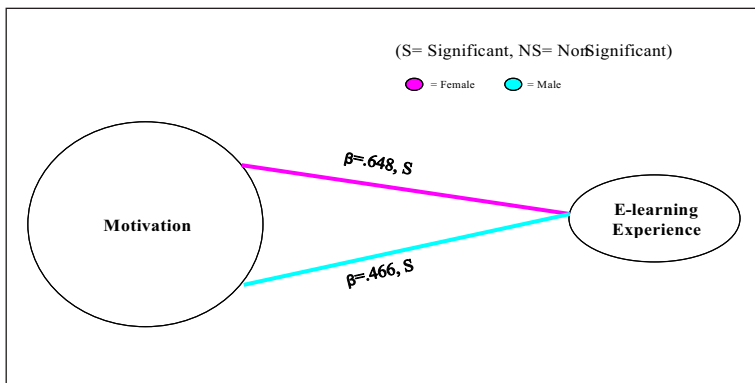 (S= Significant, NS= NonSignificant)
= Female = Male
β=.648, S
Motivation
E-learning
Experience
β=.466, S